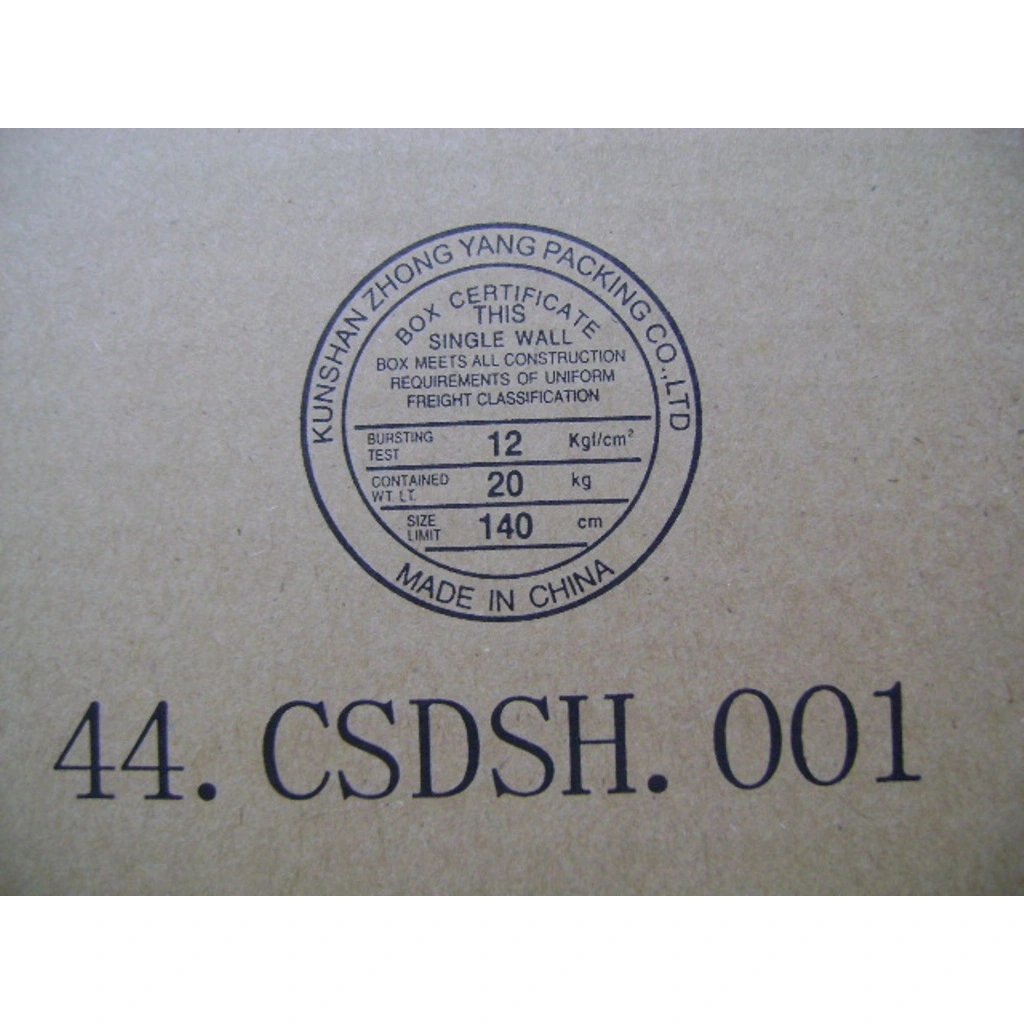 KUNSHAN ZHONG YANG PACKING CO.,LTD
BOX CERTIFICATE
THIS
SINGLE WALL
BOX MEETS ALL CONSTRUCTION
REQUIREMENTS OF UNIFORM
FREIGHT CLASSIFICATION
BURSTING TEST 12 Kgf/cm²
CONTAINED WT. LT. 20 kg
SIZE LIMIT 140 cm
MADE IN CHINA
44. CSDSH. 001